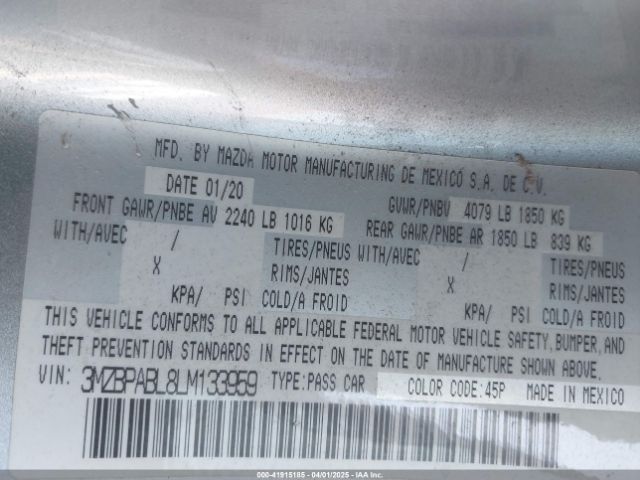 MFD. BY MAZDA MOTOR MANUFACTURING DE MEXICO S.A. DE C.V.
DATE 01/20
GVWR/PNBV 4079 LB 1850 KG
FRONT GAWR/PNBE AV 2240 LB 1016 KG
REAR GAWR/PNBE AR 1850 LB 839 KG
WITH/AVEC / TIRES/PNEUS WITH/AVEC / TIRES/PNEUS
X RIMS/JANTES X RIMS/JANTES
KPA/ PSI COLD/A FROID KPA/ PSI COLD/A FROID
THIS VEHICLE CONFORMS TO ALL APPLICABLE FEDERAL MOTOR VEHICLE SAFETY,BUMPER,AND
THEFT PREVENTION STANDARDS IN EFFECT ON THE DATE OF MANUFACTURE SHOWN ABOVE.
VIN: 3MZBPABL8LM133959 TYPE:PASS CAR COLOR CODE:45P MADE IN MEXICO
000-41915185 - 04/01/2025 - IAAI.com